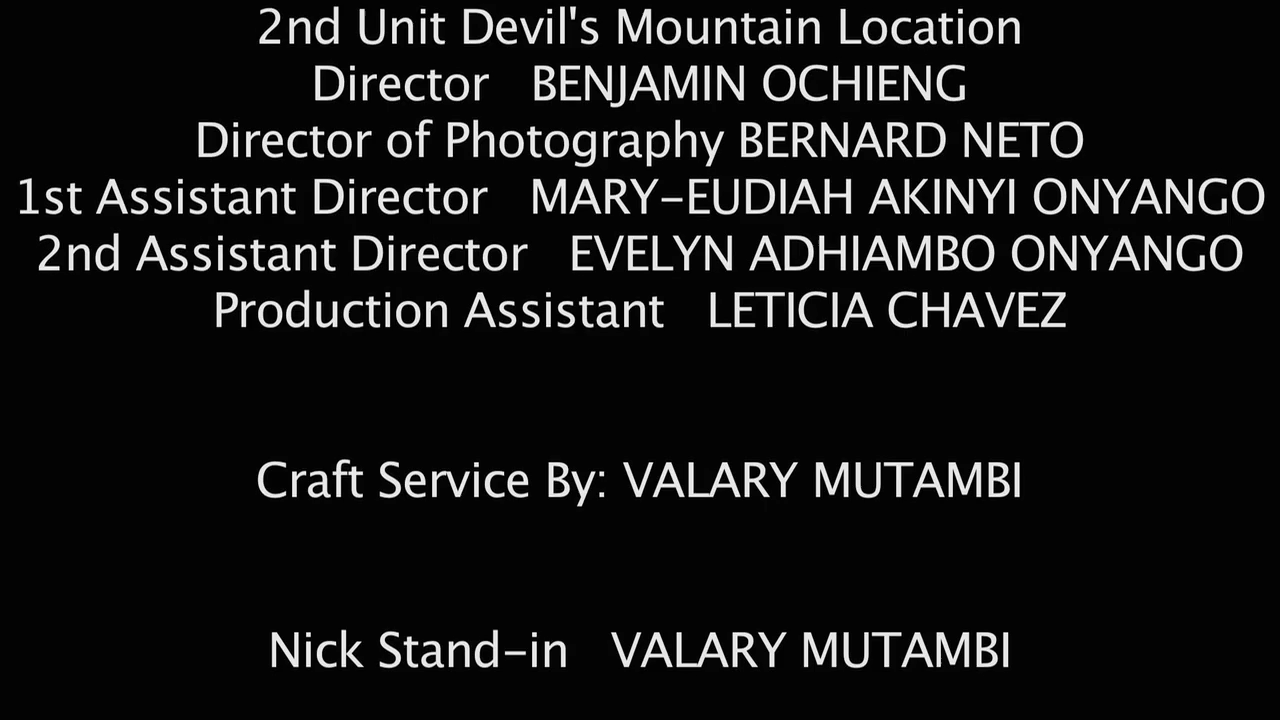 2nd Unit Devil's Mountain Location
Director BENJAMIN OCHIENG
Director of Photography BERNARD NETO
1st Assistant Director MARY-EUDIAH AKINYI ONYANGO
2nd Assistant Director EVELYN ADHIAMBO ONYANGO
Production Assistant LETICIA CHAVEZ
Craft Service By: VALARY MUTAMBI
Nick Stand-in VALARY MUTAMBI